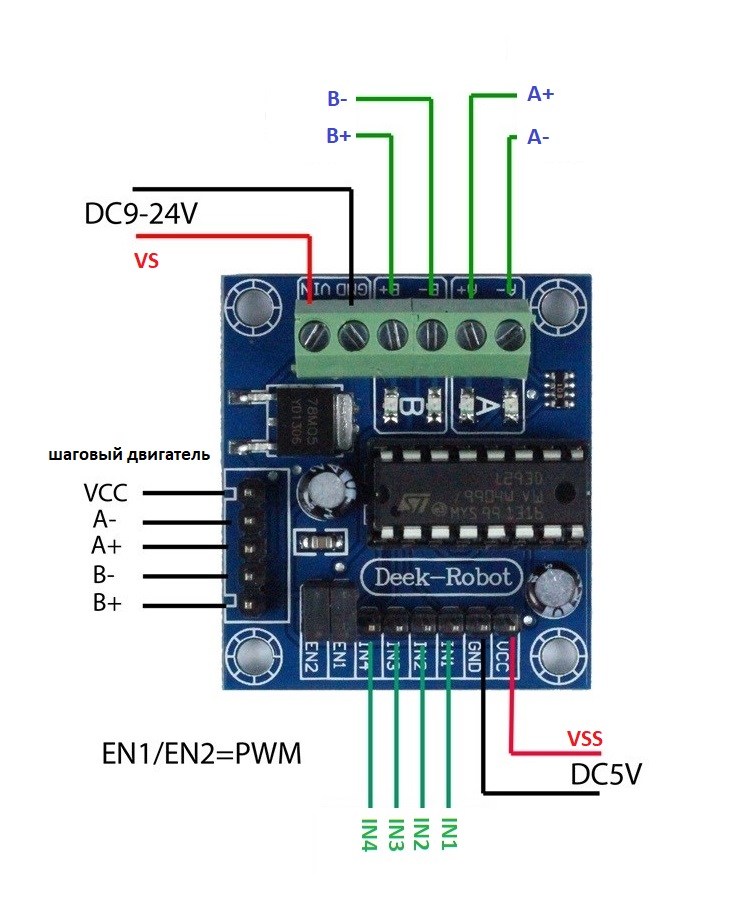 B-
A+
B+
A-
DC9-24V
VS
VIN
GND
B+
B-
A+
A-
78M05
YD1306
B
A
шаговый двигатель
VCC
A-
A+
B-
B+
Deek-Robot
EN2
EN1
IN4
IN3
IN2
IN1
GND
VCC
EN1/EN2=PWM
VSS
DC5V
IN4
IN3
IN2
IN1